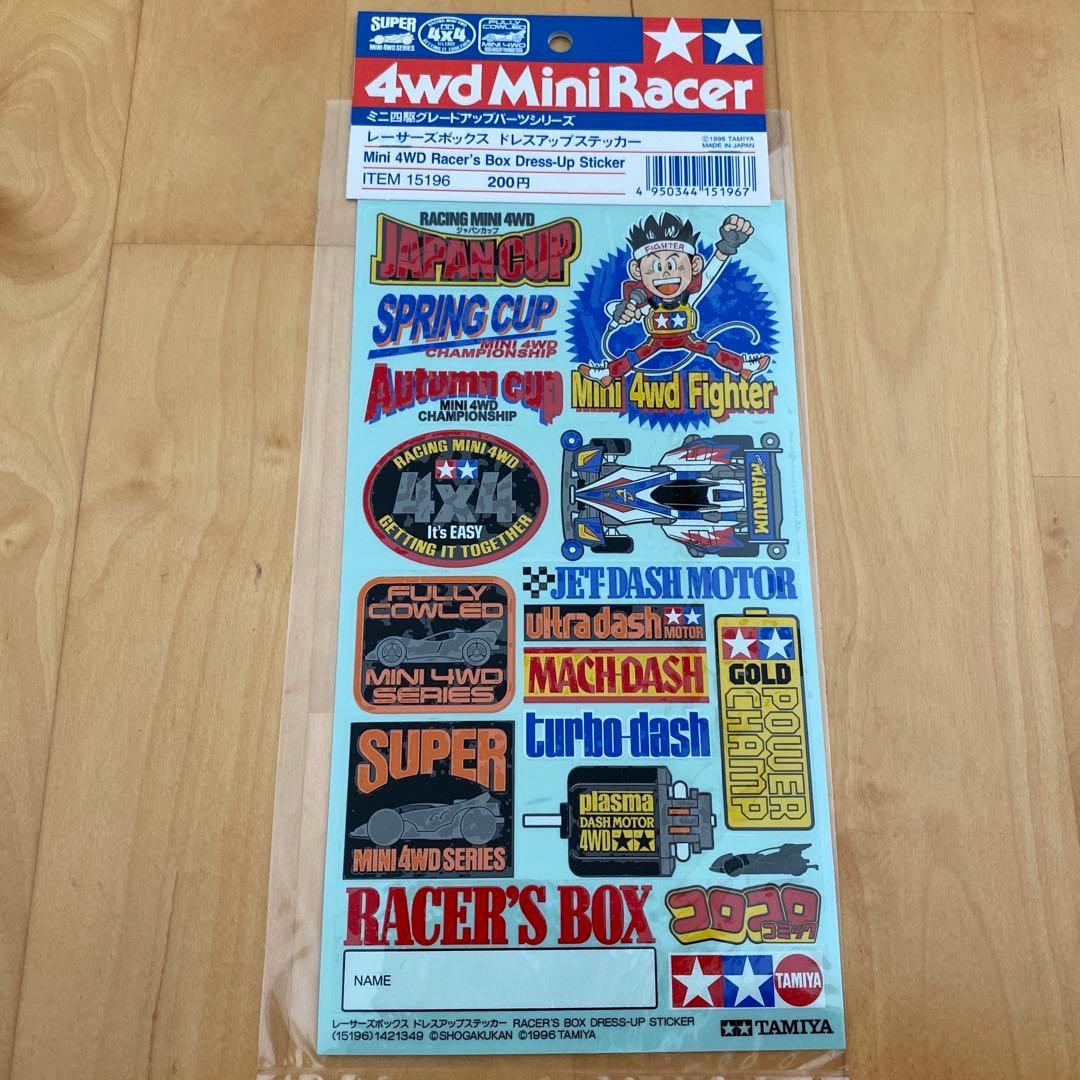 SUPER
MINI 4WD SERIES
RACING MINI 4WD
4x4
It's EASY
GETTING IT TOGETHER
FULLY
COWLED
MINI 4WD
SERIES
4wd Mini Racer
ミニ四駆グレードアップパーツシリーズ
レーサーズボックス ドレスアップステッカー
©1996 TAMIYA
MADE IN JAPAN
Mini 4WD Racer's Box Dress-Up Sticker
ITEM 15196 200円
4 950344 151967
RACING MINI 4WD
ジャパンカップ
JAPAN CUP
FIGHTER
SPRING CUP
MINI 4WD
CHAMPIONSHIP
Autumn cup
MINI 4WD
CHAMPIONSHIP
Mini 4wd Fighter
RACING MINI 4WD
4x4
It's EASY
GETTING IT TOGETHER
MAGNUM
JET-DASH MOTOR
FULLY
COWLED
MINI 4WD
SERIES
ultra dash
MOTOR
MACH-DASH
turbo-dash
GOLD
POWER
CHAMP
SUPER
MINI 4WD SERIES
plasma
DASH MOTOR
4WD
RACER'S BOX
コロコロ
コミック
NAME
TAMIYA
レーサーズボックス ドレスアップステッカー RACER'S BOX DRESS-UP STICKER
(15196)1421349 ©SHOGAKUKAN ©1996 TAMIYA
TAMIYA